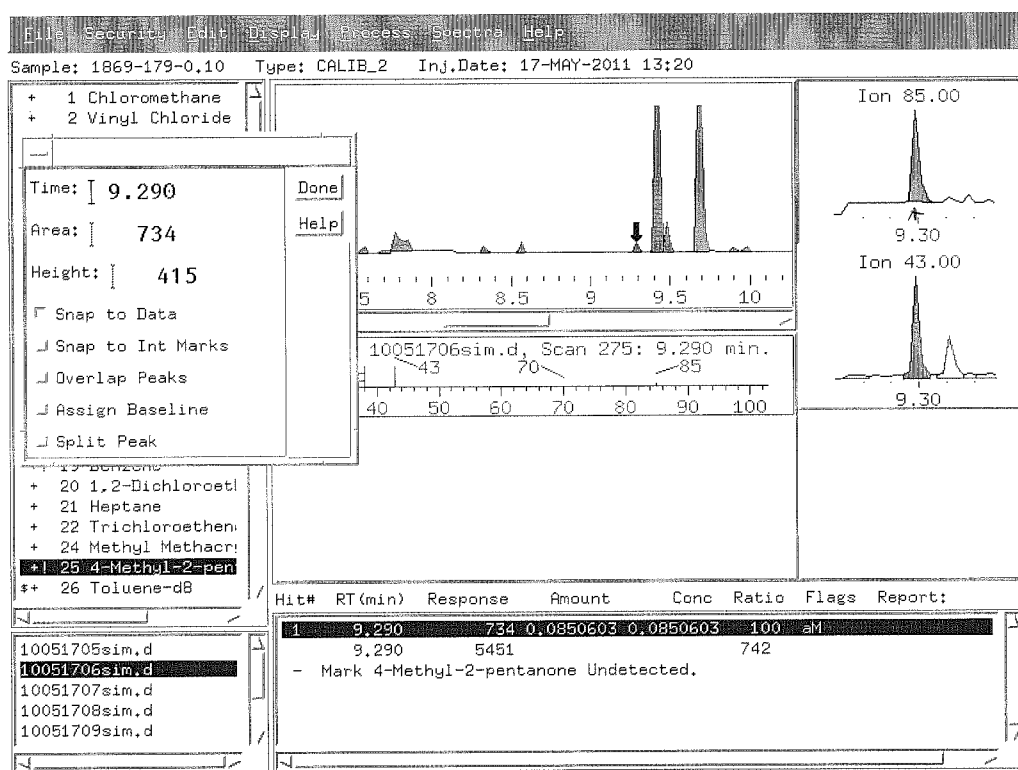 File Security Edit Display Process Spectra Help
Sample: 1869-179-0.10 Type: CALIB_2 Inj.Date: 17-MAY-2011 13:20
+ 1 Chloromethane
+ 2 Vinyl Chloride
Time: 9.290
Area: 734
Height: 415
Snap to Data
Snap to Int Marks
Overlap Peaks
Assign Baseline
Split Peak
Done
Help
5 8 8.5 9 9.5 10
10051706sim.d, Scan 275: 9.290 min.
43 70 85
40 50 60 70 80 90 100
Ion 85.00
9.30
Ion 43.00
9.30
19 Benzene
+ 20 1,2-Dichloroet
+ 21 Heptane
+ 22 Trichloroethen
+ 24 Methyl Methacr
+| 25 4-Methyl-2-pen
$+ 26 Toluene-d8
10051705sim.d
10051706sim.d
10051707sim.d
10051708sim.d
10051709sim.d
Hit# RT(min) Response Amount Conc Ratio Flags Report:
1 9.290 734 0.0850603 0.0850603 100 aM
9.290 5451 742
- Mark 4-Methyl-2-pentanone Undetected.